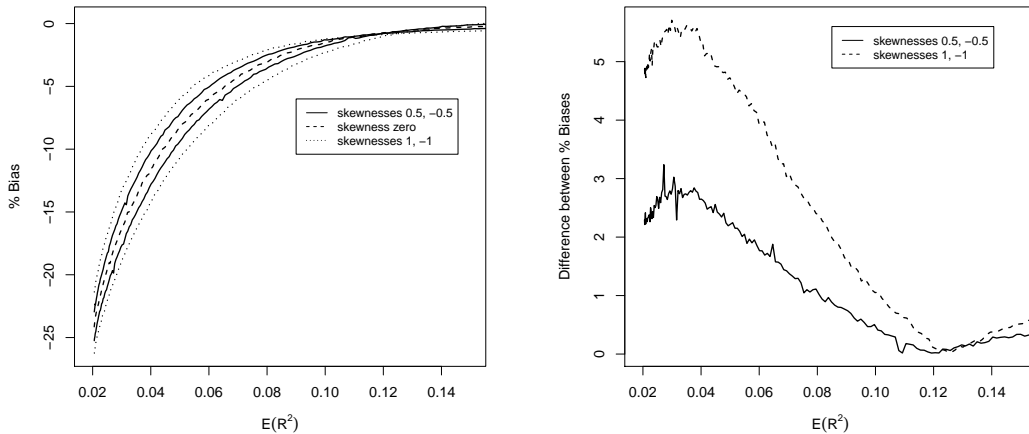 % Bias
0
−5
−10
−15
−20
−25
0.02 0.04 0.06 0.08 0.10 0.12 0.14
E(R²)
skewnesses 0.5, −0.5
skewness zero
skewnesses 1, −1
Difference between % Biases
5
4
3
2
1
0
0.02 0.04 0.06 0.08 0.10 0.12 0.14
E(R²)
skewnesses 0.5, −0.5
skewnesses 1, −1